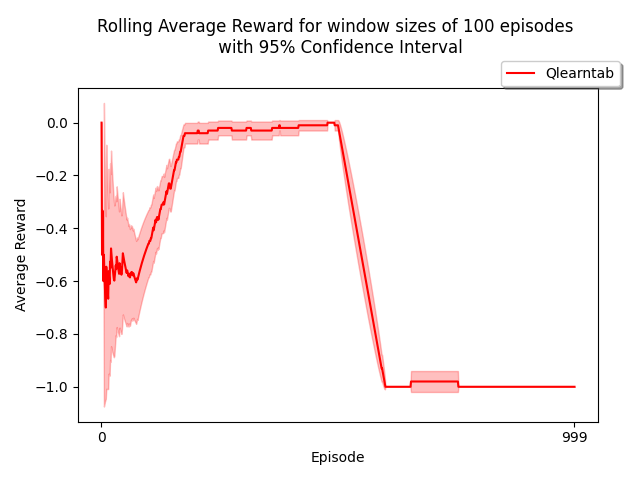 Rolling Average Reward for window sizes of 100 episodes
with 95% Confidence Interval
Qlearntab
0.0
−0.2
−0.4
−0.6
−0.8
−1.0
Average Reward
0
999
Episode